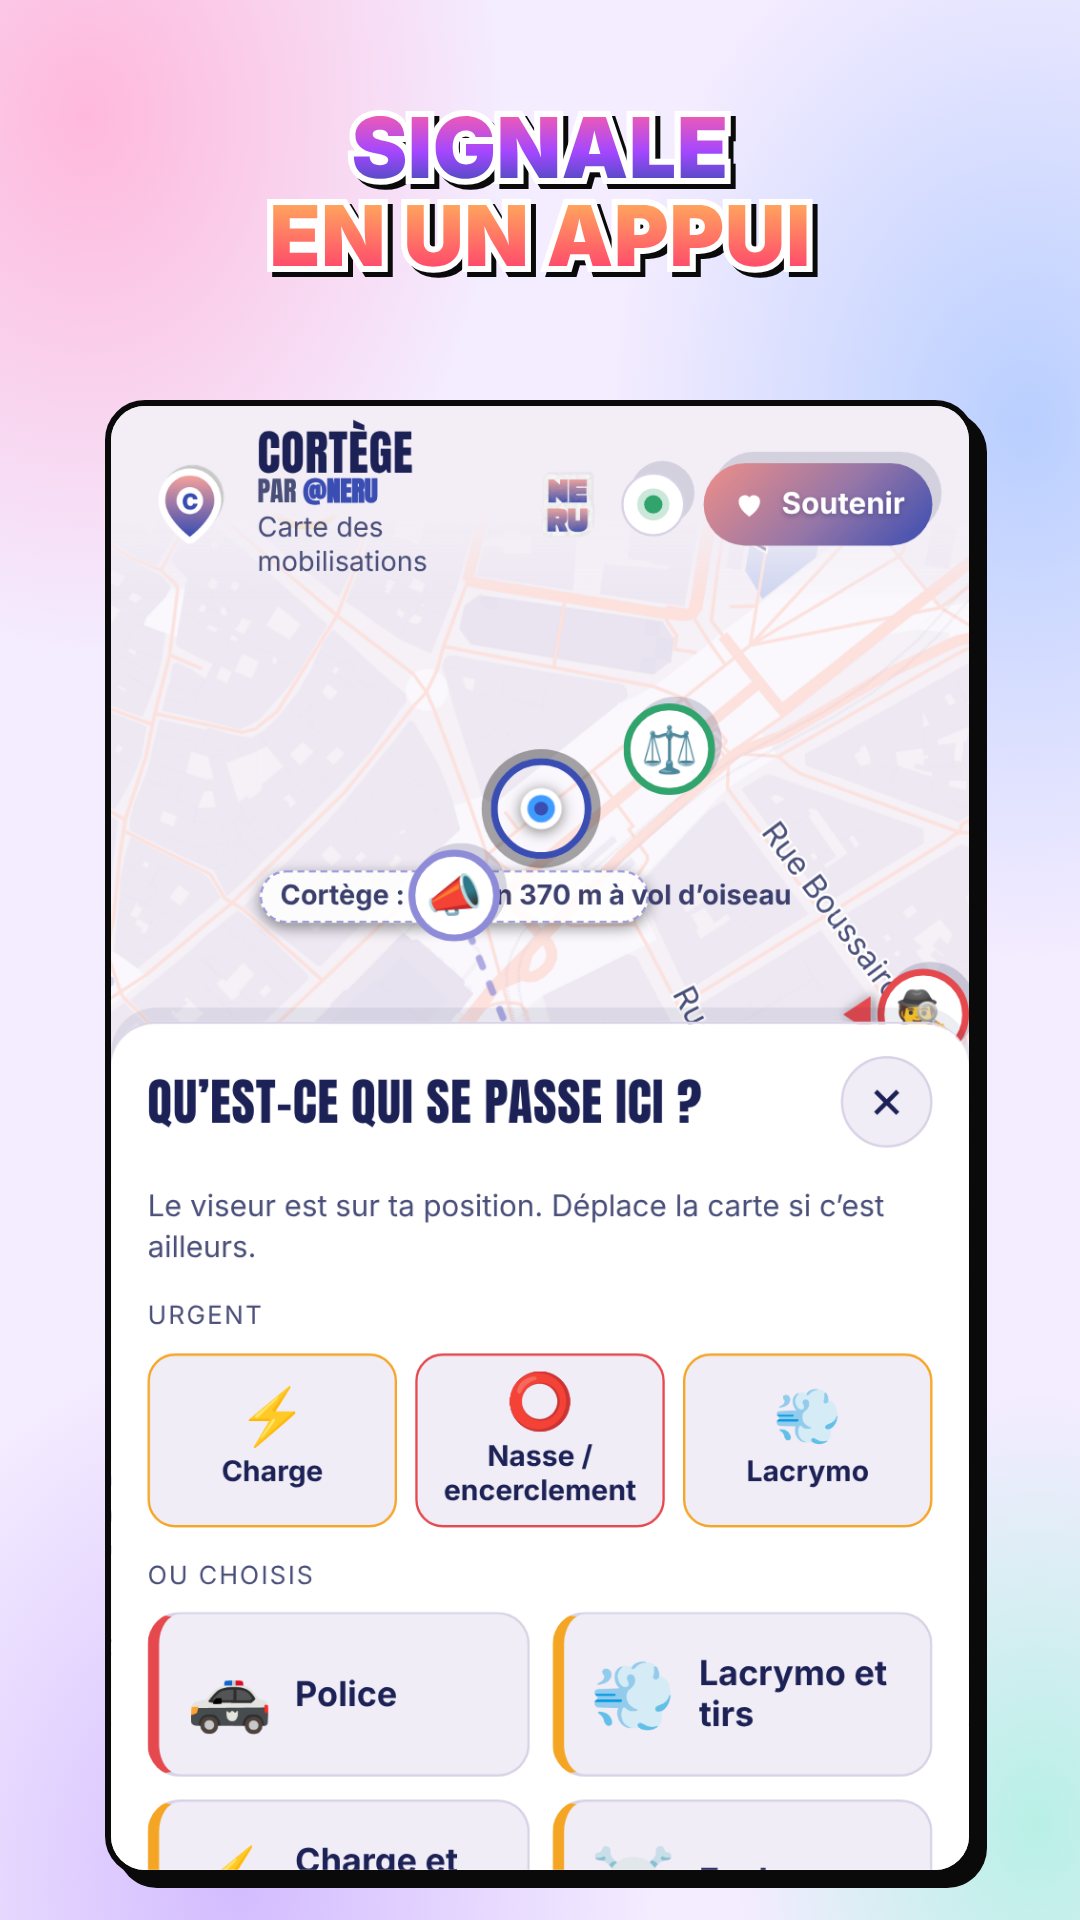 SIGNALE
EN UN APPUI
CORTÈGE
PAR @NERU
Carte des
mobilisations
NE
RU
Soutenir
C
Cortège : n 370 m à vol d’oiseau
Rue Boussaire
Ru
QU’EST-CE QUI SE PASSE ICI ?
Le viseur est sur ta position. Déplace la carte si c’est
ailleurs.
URGENT
Charge
Nasse /
encerclement
Lacrymo
OU CHOISIS
Police
Lacrymo et
tirs
Charge et